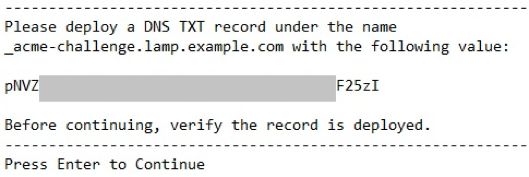 -------------------------------------------------------------------------------
Please deploy a DNS TXT record under the name
_acme-challenge.lamp.example.com with the following value:
pNVZ F25zI
Before continuing, verify the record is deployed.
-------------------------------------------------------------------------------
Press Enter to Continue